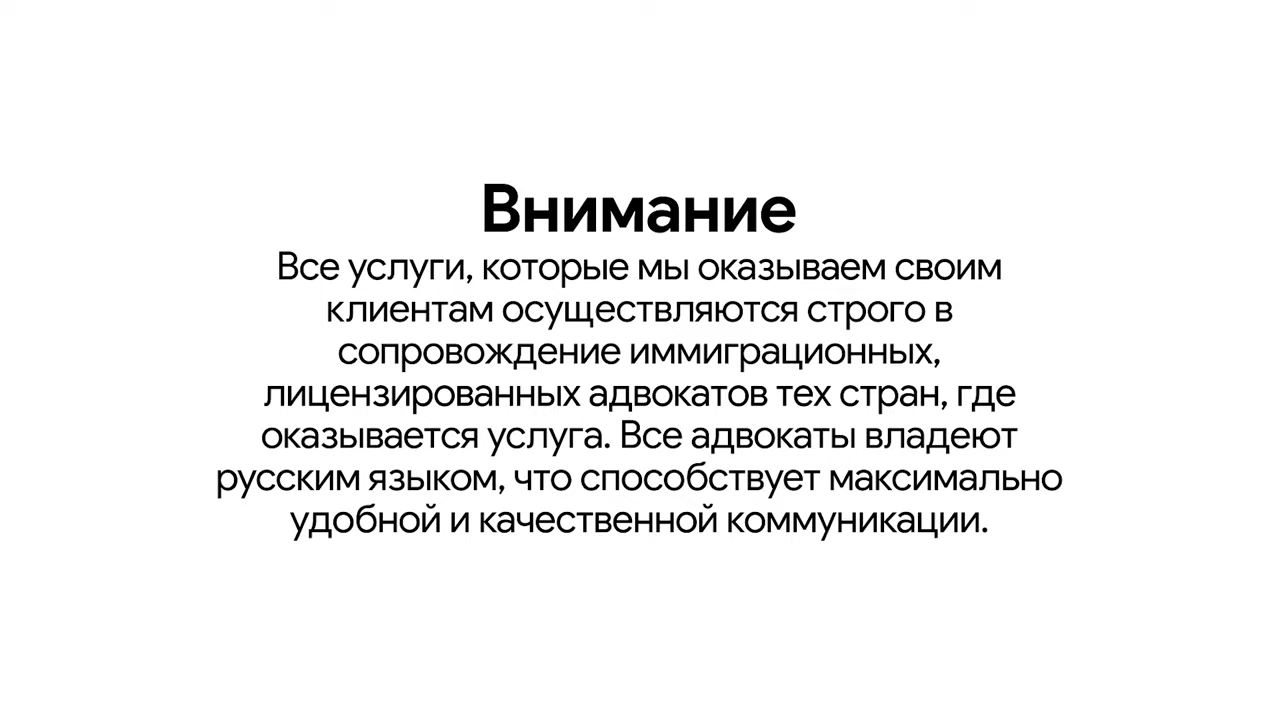 Внимание
Все услуги, которые мы оказываем своим
клиентам осуществляются строго в
сопровождение иммиграционных,
лицензированных адвокатов тех стран, где
оказывается услуга. Все адвокаты владеют
русским языком, что способствует максимально
удобной и качественной коммуникации.